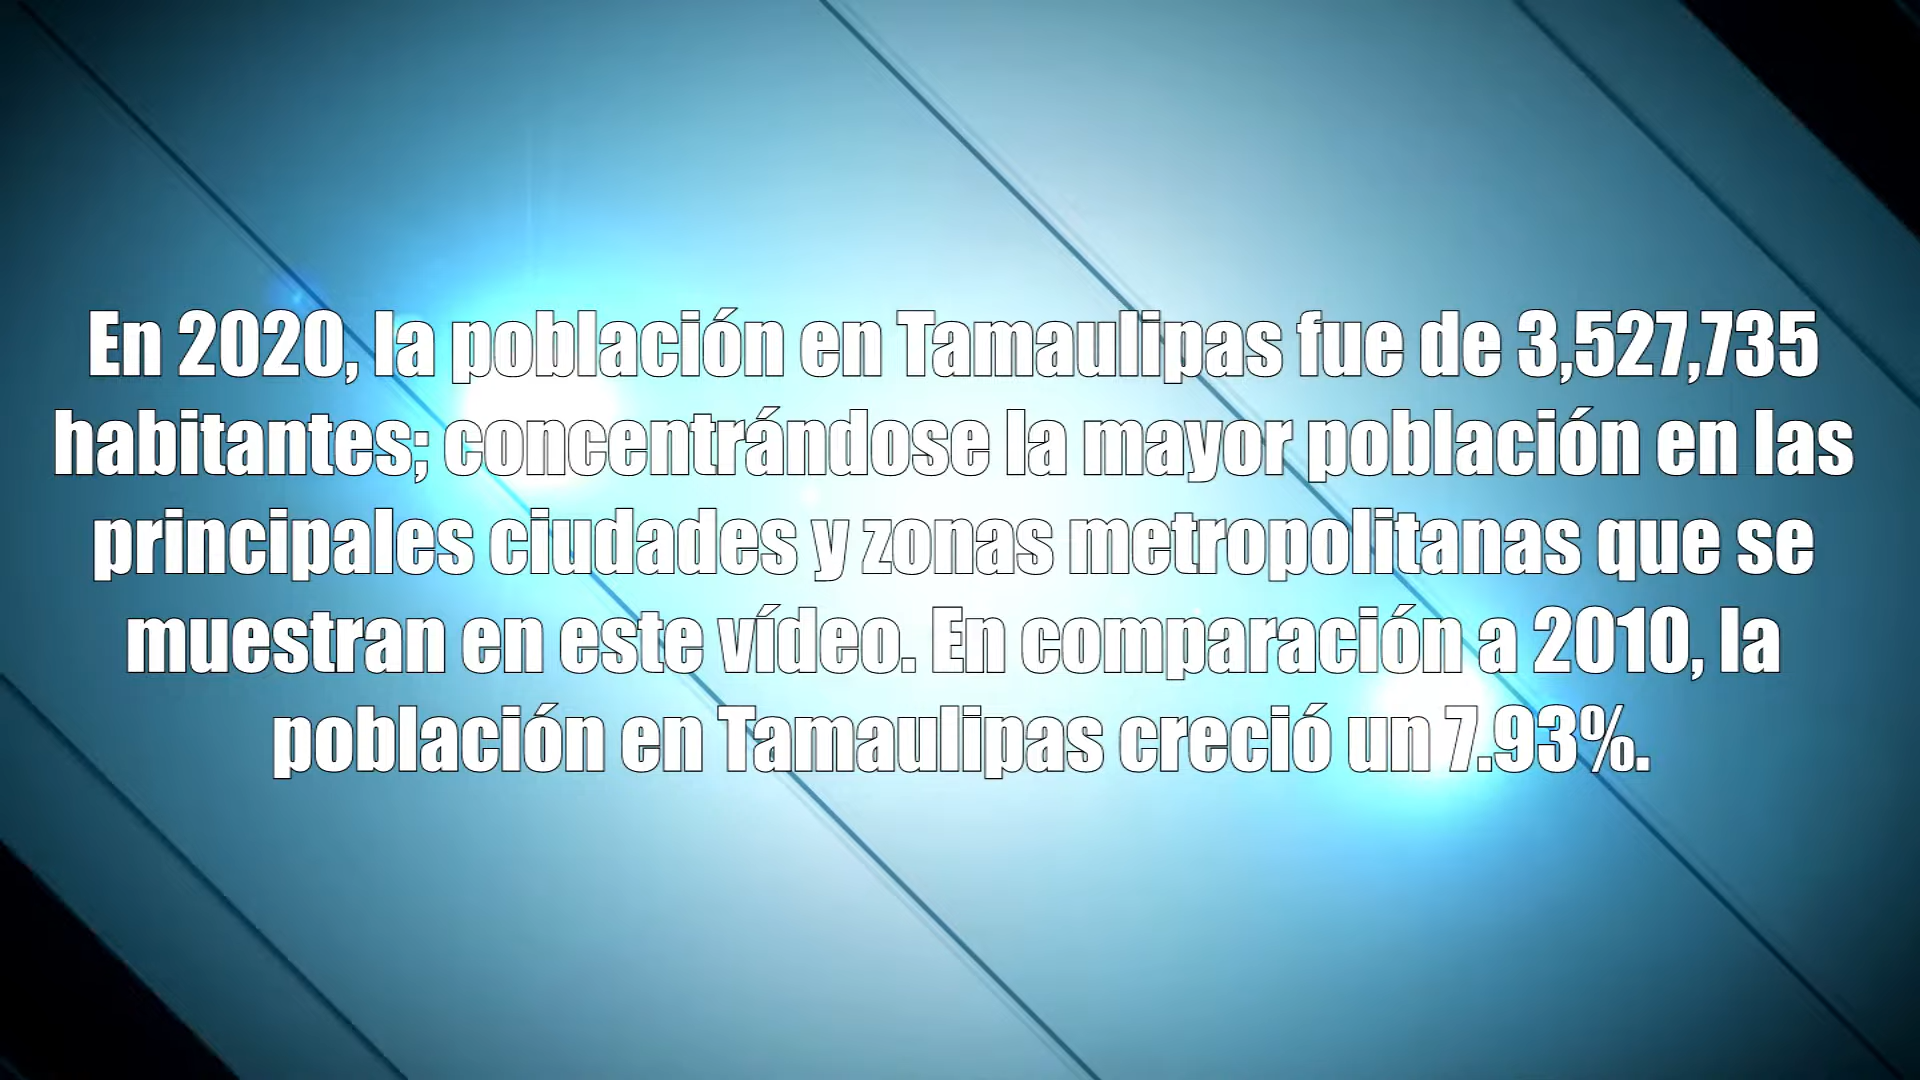 En 2020, la población en Tamaulipas fue de 3,527,735
habitantes; concentrándose la mayor población en las
principales ciudades y zonas metropolitanas que se
muestran en este vídeo. En comparación a 2010, la
población en Tamaulipas creció un 7.93%.